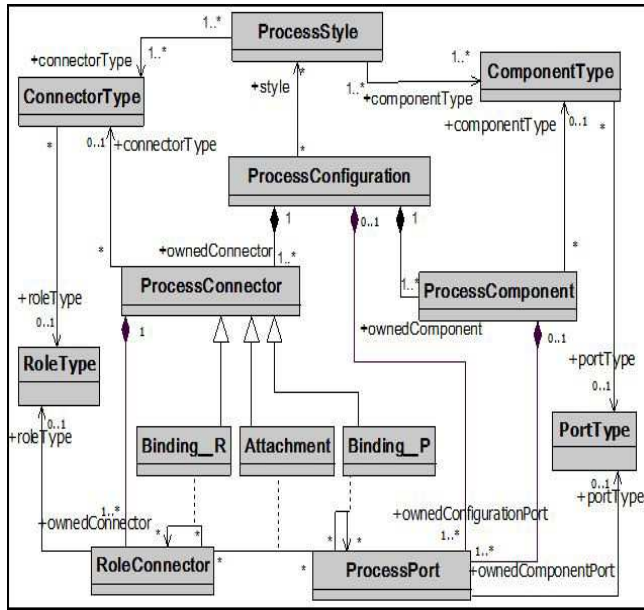 1..*
ProcessStyle
1..*
+connectorType
1..*
1..*
+componentType
ComponentType
ConnectorType
+style
*
+componentType
0..1
*
*
0..1
+connectorType
*
ProcessConfiguration
1
0..1
1
+ownedConnector
*
1..*
*
ProcessConnector
1..*
ProcessComponent
+roleType
0..1
1
+ownedComponent
0..1
RoleType
+portType
0..1
0..1
+roleType
Binding__R
Attachment
Binding__P
PortType
0..1
+portType
1..*
+ownedConnector
*
*
*
*
+ownedConfigurationPort
1..*
1..*
RoleConnector
*
*
ProcessPort
+ownedComponentPort